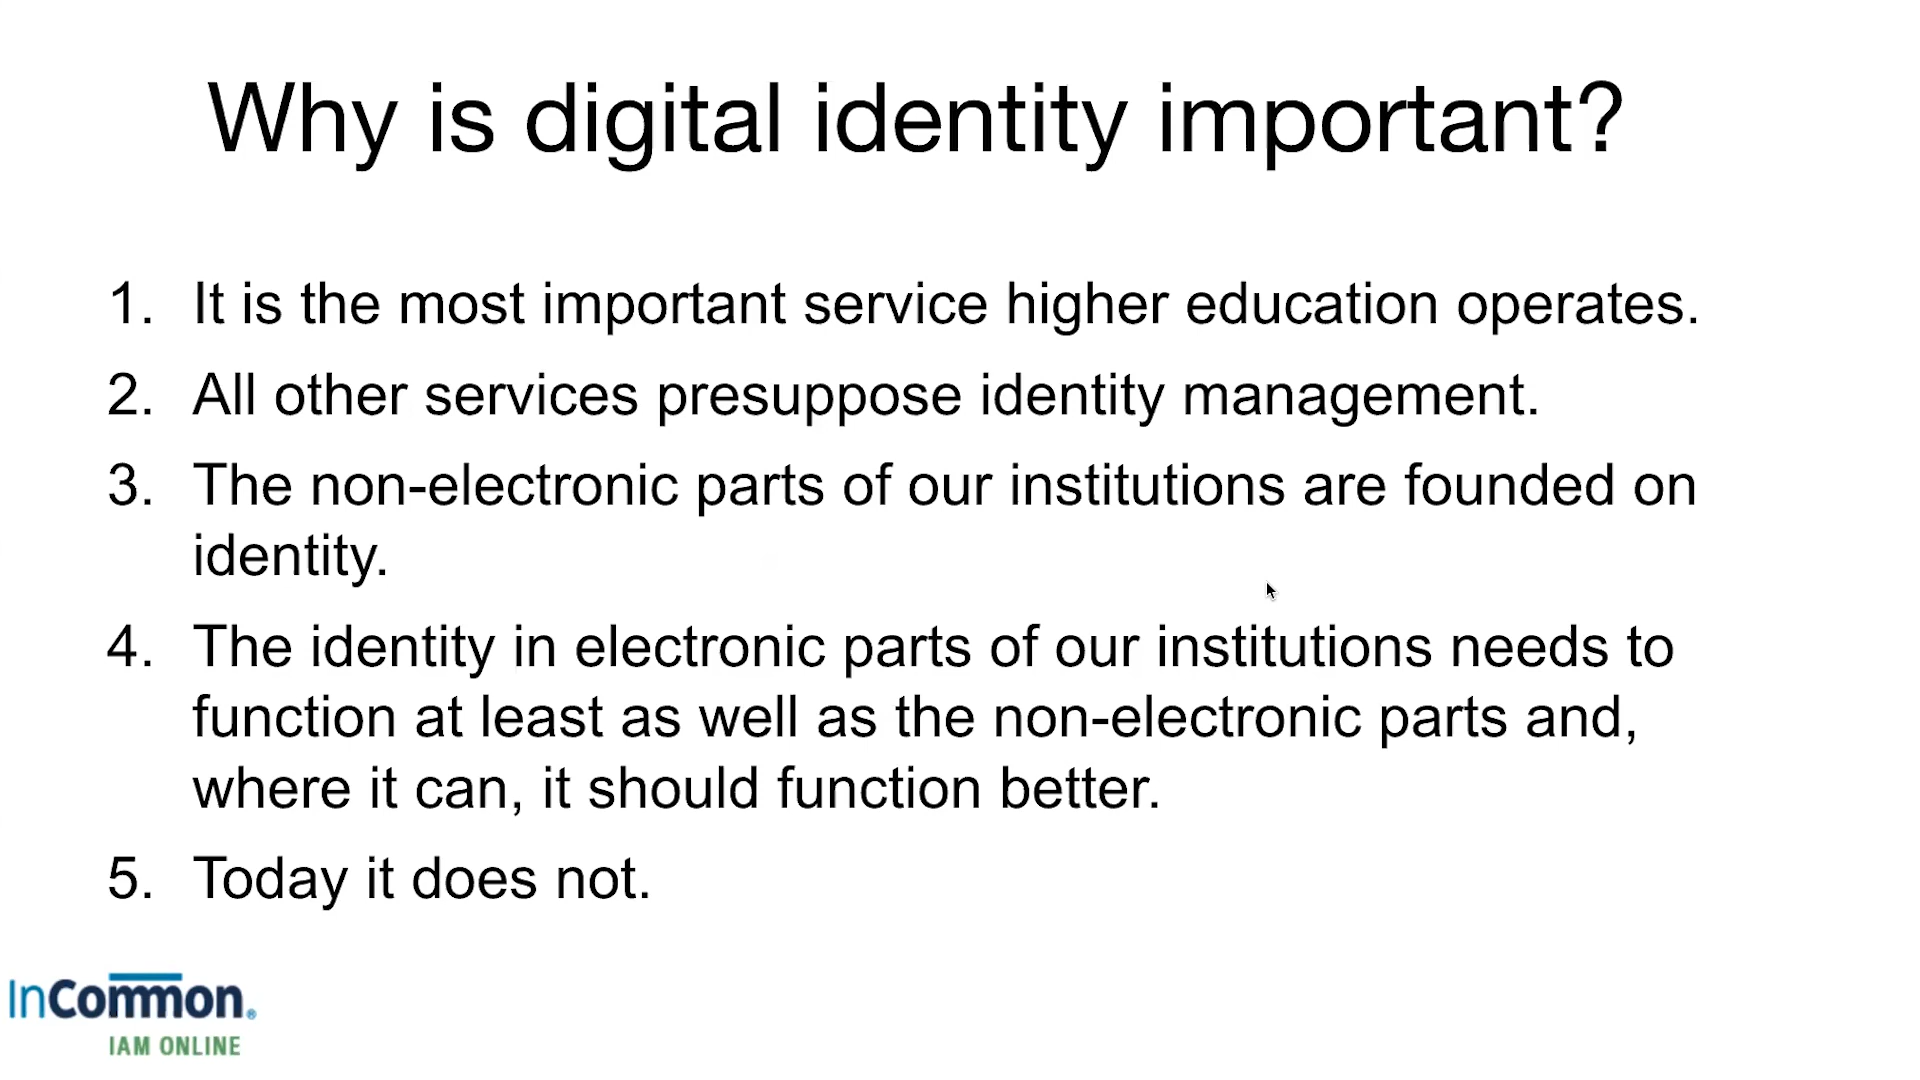 Why is digital identity important?
1. It is the most important service higher education operates.
2. All other services presuppose identity management.
3. The non-electronic parts of our institutions are founded on
identity.
4. The identity in electronic parts of our institutions needs to
function at least as well as the non-electronic parts and,
where it can, it should function better.
5. Today it does not.
InCommon®
IAM ONLINE